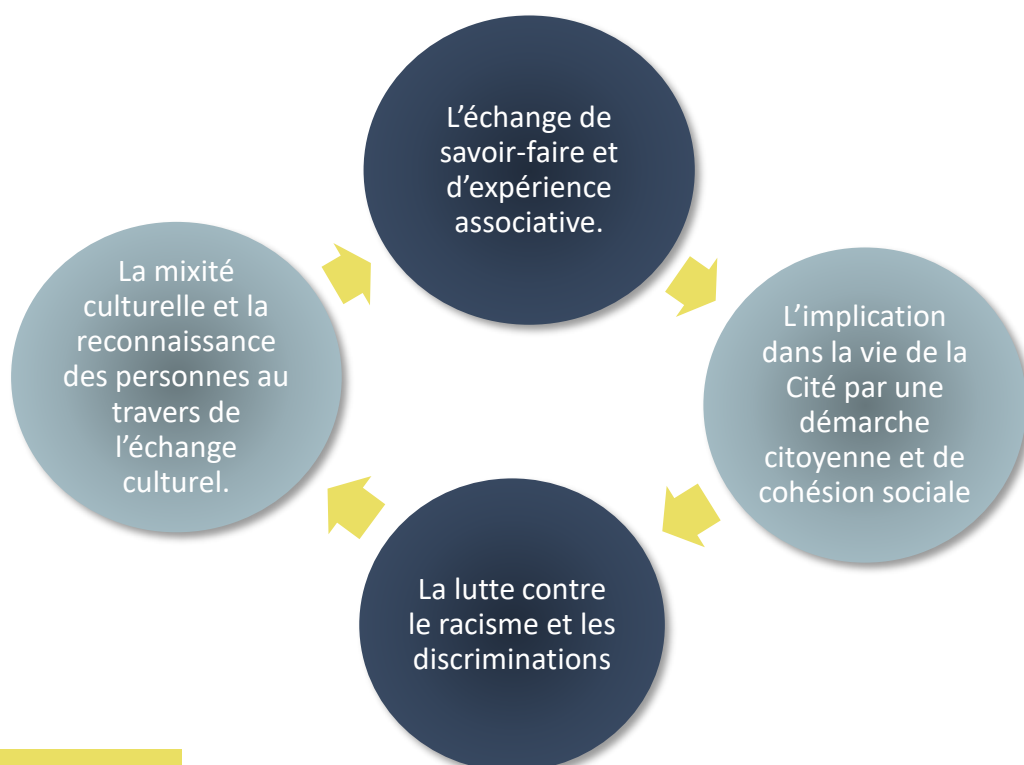 L’échange de
savoir-faire et
d’expérience
associative.
L’implication
dans la vie de la
Cité par une
démarche
citoyenne et de
cohésion sociale
La lutte contre
le racisme et les
discriminations
La mixité
culturelle et la
reconnaissance
des personnes au
travers de
l’échange
culturel.